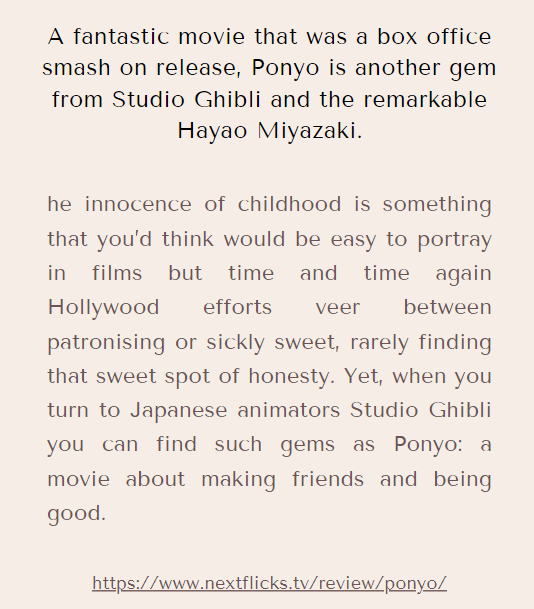 A fantastic movie that was a box office
smash on release, Ponyo is another gem
from Studio Ghibli and the remarkable
Hayao Miyazaki.
he innocence of childhood is something
that you'd think would be easy to portray
in films but time and time again
Hollywood efforts veer between
patronising or sickly sweet, rarely finding
that sweet spot of honesty. Yet, when you
turn to Japanese animators Studio Ghibli
you can find such gems as Ponyo: a
movie about making friends and being
good.
https://www.nextflicks.tv/review/ponyo/